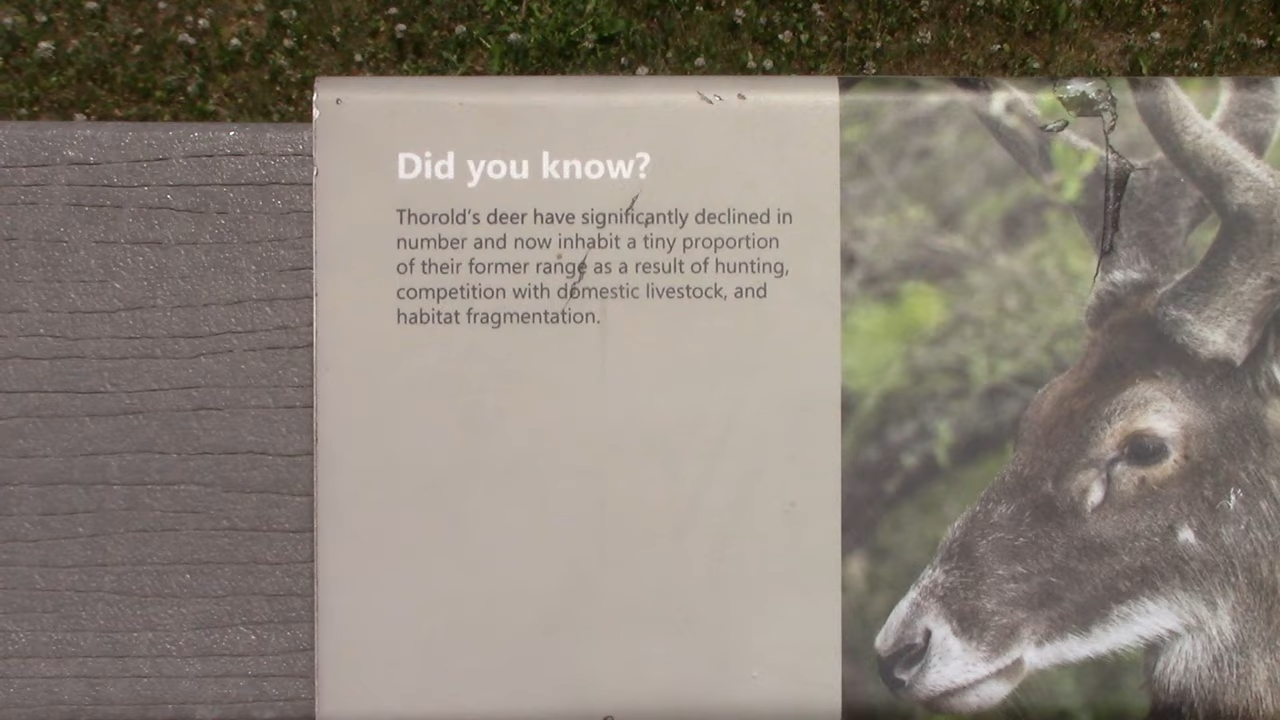 Did you know?
Thorold's deer have significantly declined in
number and now inhabit a tiny proportion
of their former range as a result of hunting,
competition with domestic livestock, and
habitat fragmentation.